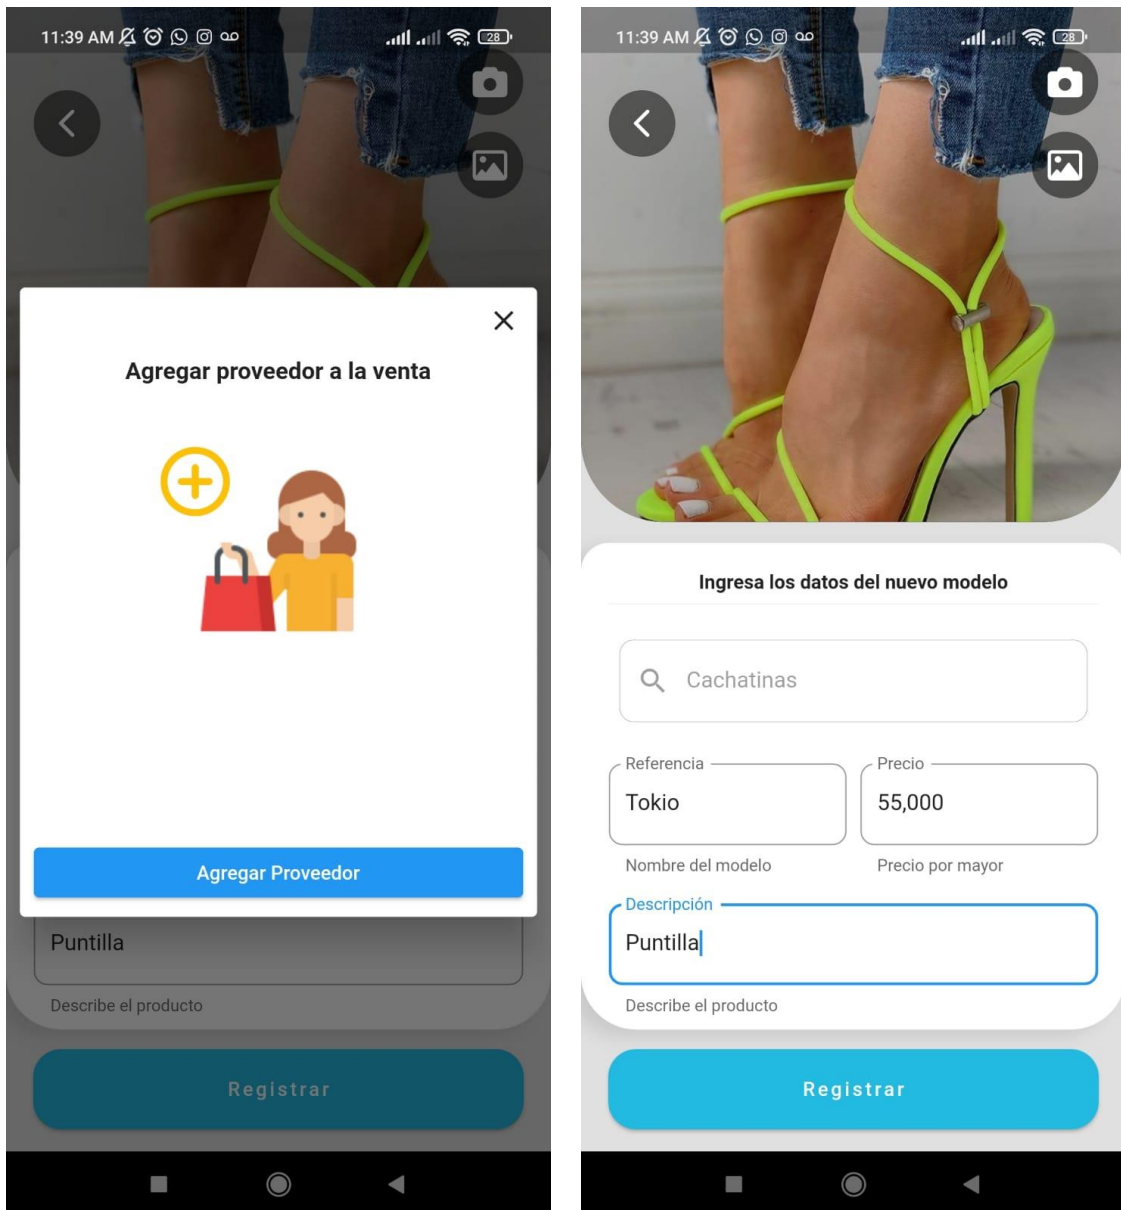 11:39 AM
28
Agregar proveedor a la venta
Agregar Proveedor
Puntilla
Describe el producto
Registrar
11:39 AM
28
Ingresa los datos del nuevo modelo
Cachatinas
Referencia
Precio
Tokio
55,000
Nombre del modelo
Precio por mayor
Descripción
Puntilla
Describe el producto
Registrar